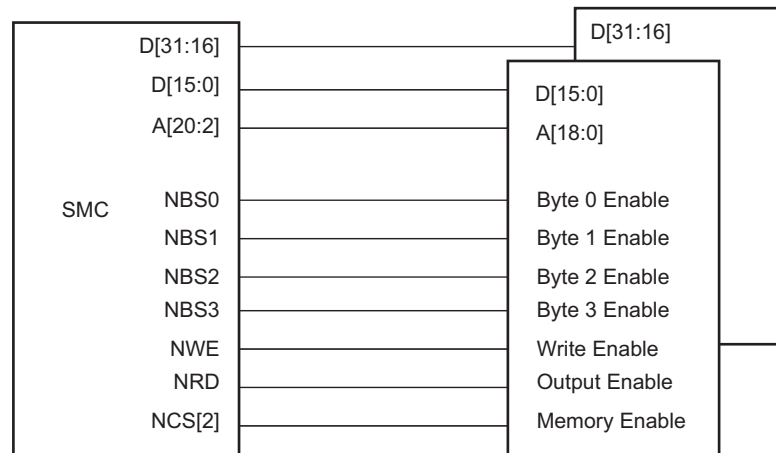 D[31:16] D[31:16]
D[15:0] D[15:0]
A[20:2] A[18:0]
SMC
NBS0 Byte 0 Enable
NBS1 Byte 1 Enable
NBS2 Byte 2 Enable
NBS3 Byte 3 Enable
NWE Write Enable
NRD Output Enable
NCS[2] Memory Enable